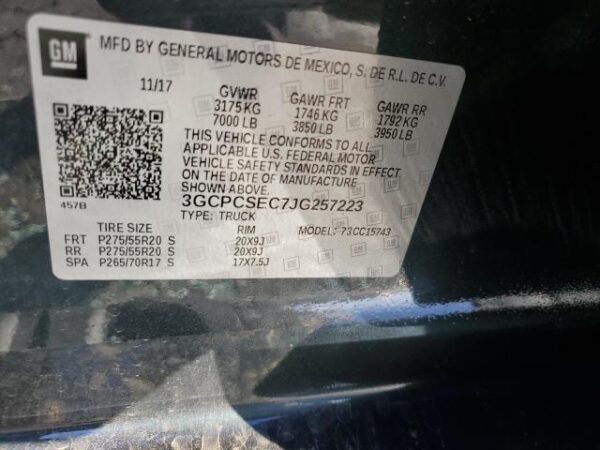 GM
MFD BY GENERAL MOTORS DE MEXICO, S. DE R.L. DE C.V.
11/17
GVWR GAWR FRT GAWR RR
3175 KG 1746 KG 1792 KG
7000 LB 3850 LB 3950 LB
THIS VEHICLE CONFORMS TO ALL
APPLICABLE U.S. FEDERAL MOTOR
VEHICLE SAFETY STANDARDS IN EFFECT
ON THE DATE OF MANUFACTURE
SHOWN ABOVE.
457B
3GCPCSEC7JG257223
TYPE: TRUCK MODEL: 73CC15743
TIRE SIZE RIM
FRT P275/55R20 S 20X9J
RR P275/55R20 S 20X9J
SPA P265/70R17 S 17X7.5J